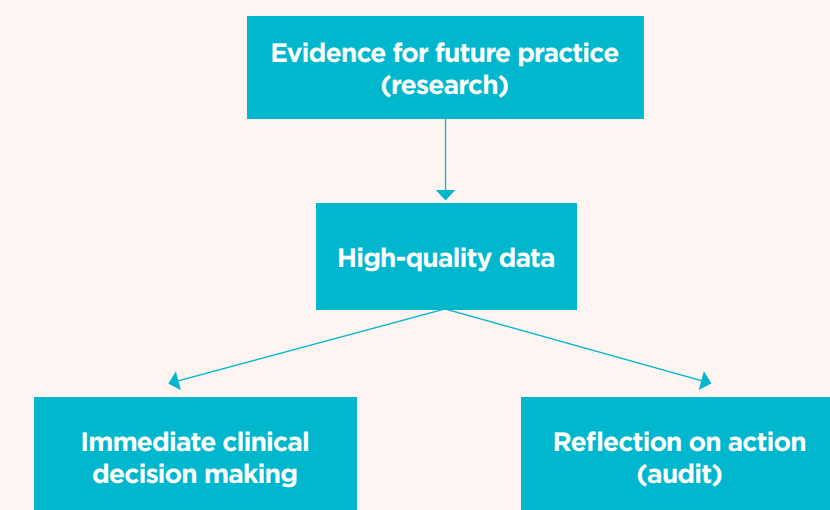 Evidence for future practice
(research)
High-quality data
Immediate clinical
decision making
Reflection on action
(audit)